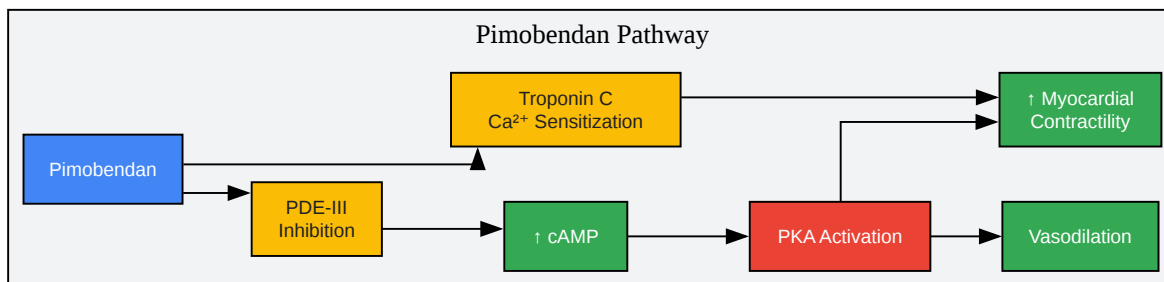 Pimobendan Pathway
Troponin C
Ca²⁺ Sensitization
↑ Myocardial
Contractility
Pimobendan
PDE-III
Inhibition
↑ cAMP
PKA Activation
Vasodilation